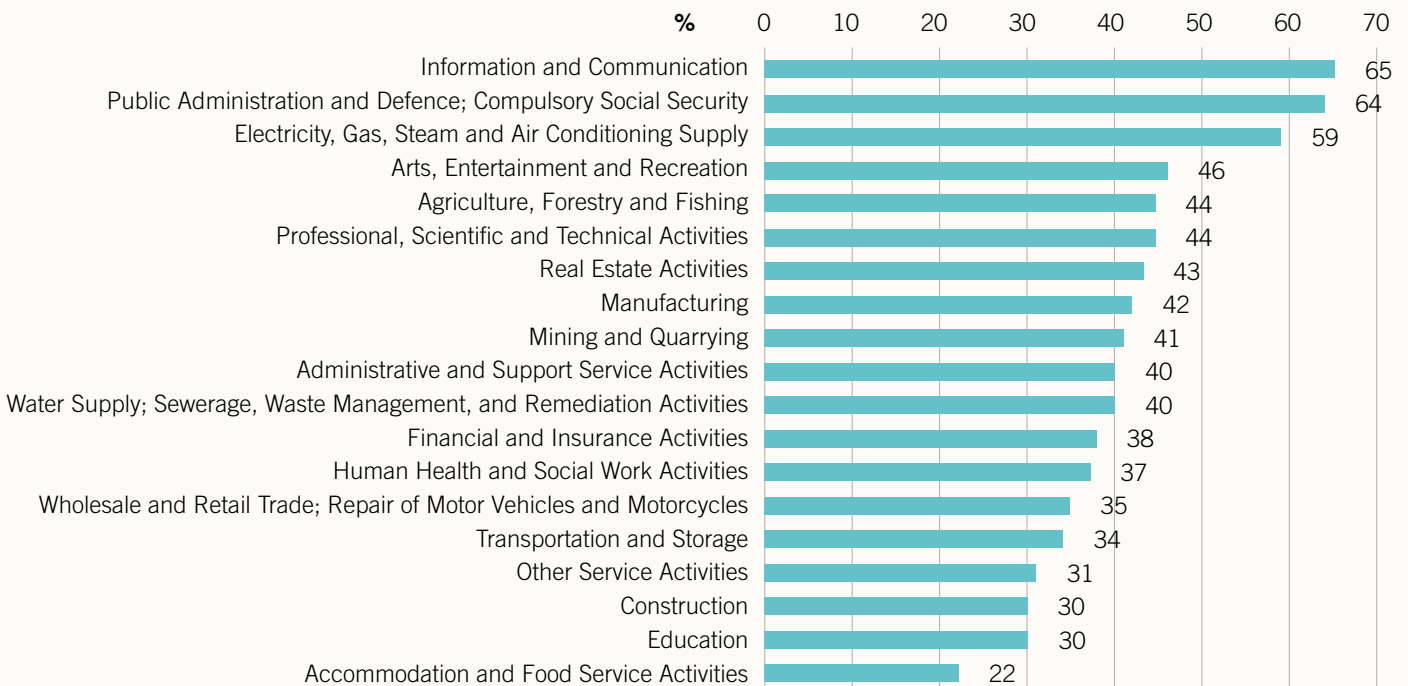 % 0 10 20 30 40 50 60 70
Information and Communication 65
Public Administration and Defence; Compulsory Social Security 64
Electricity, Gas, Steam and Air Conditioning Supply 59
Arts, Entertainment and Recreation 46
Agriculture, Forestry and Fishing 44
Professional, Scientific and Technical Activities 44
Real Estate Activities 43
Manufacturing 42
Mining and Quarrying 41
Administrative and Support Service Activities 40
Water Supply; Sewerage, Waste Management, and Remediation Activities 40
Financial and Insurance Activities 38
Human Health and Social Work Activities 37
Wholesale and Retail Trade; Repair of Motor Vehicles and Motorcycles 35
Transportation and Storage 34
Other Service Activities 31
Construction 30
Education 30
Accommodation and Food Service Activities 22